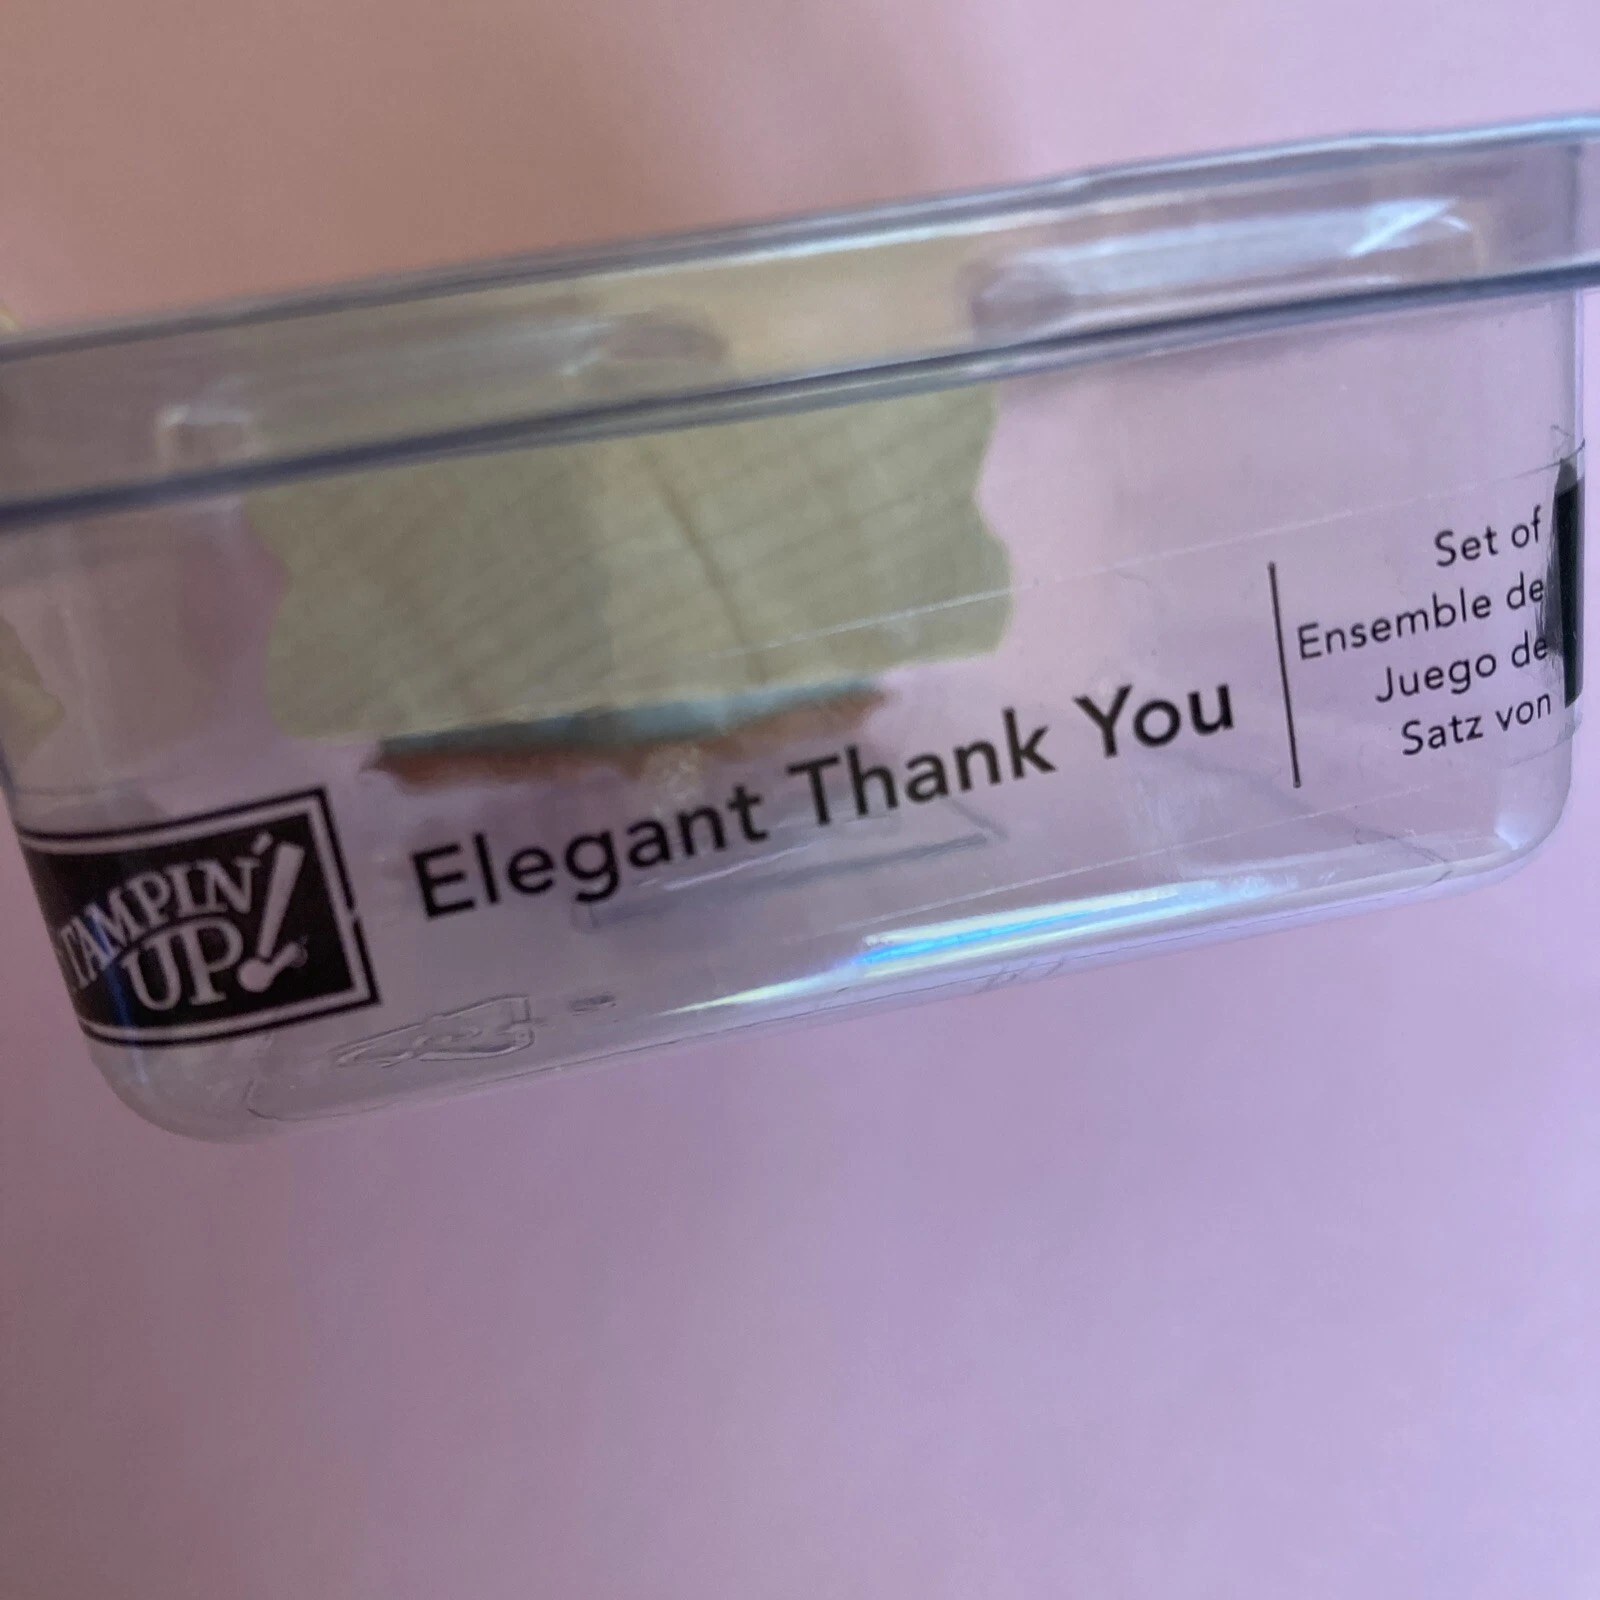 STAMPIN'
UP!
Elegant Thank You
Set of
Ensemble de
Juego de
Satz von